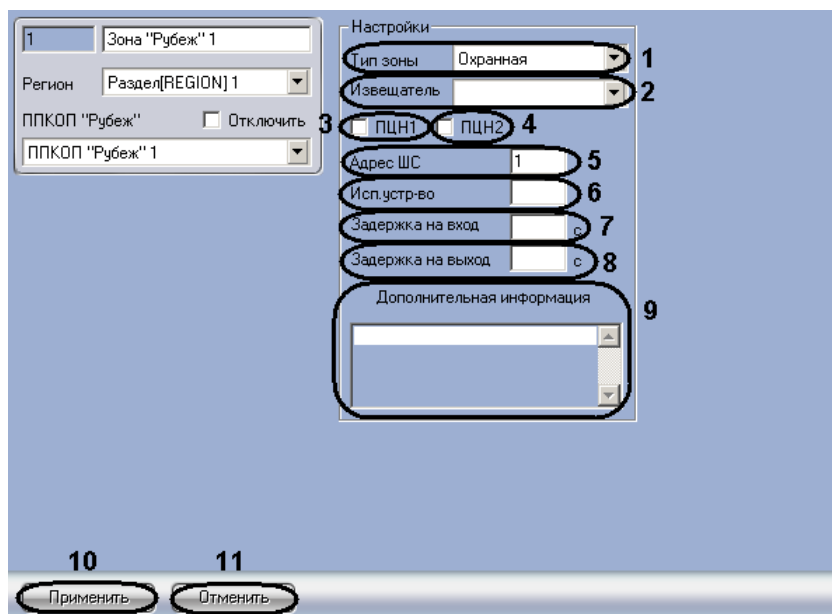 1 Зона "Рубеж" 1
Регион Раздел[REGION] 1
ППКОП "Рубеж" Отключить
ППКОП "Рубеж" 1
Настройки
Тип зоны Охранная 1
Извещатель 2
3 ПЦН1 ПЦН2 4
Адрес ШС 1 5
Исп.устр-во 6
Задержка на вход с 7
Задержка на выход с 8
Дополнительная информация 9
10 11
Применить Отменить